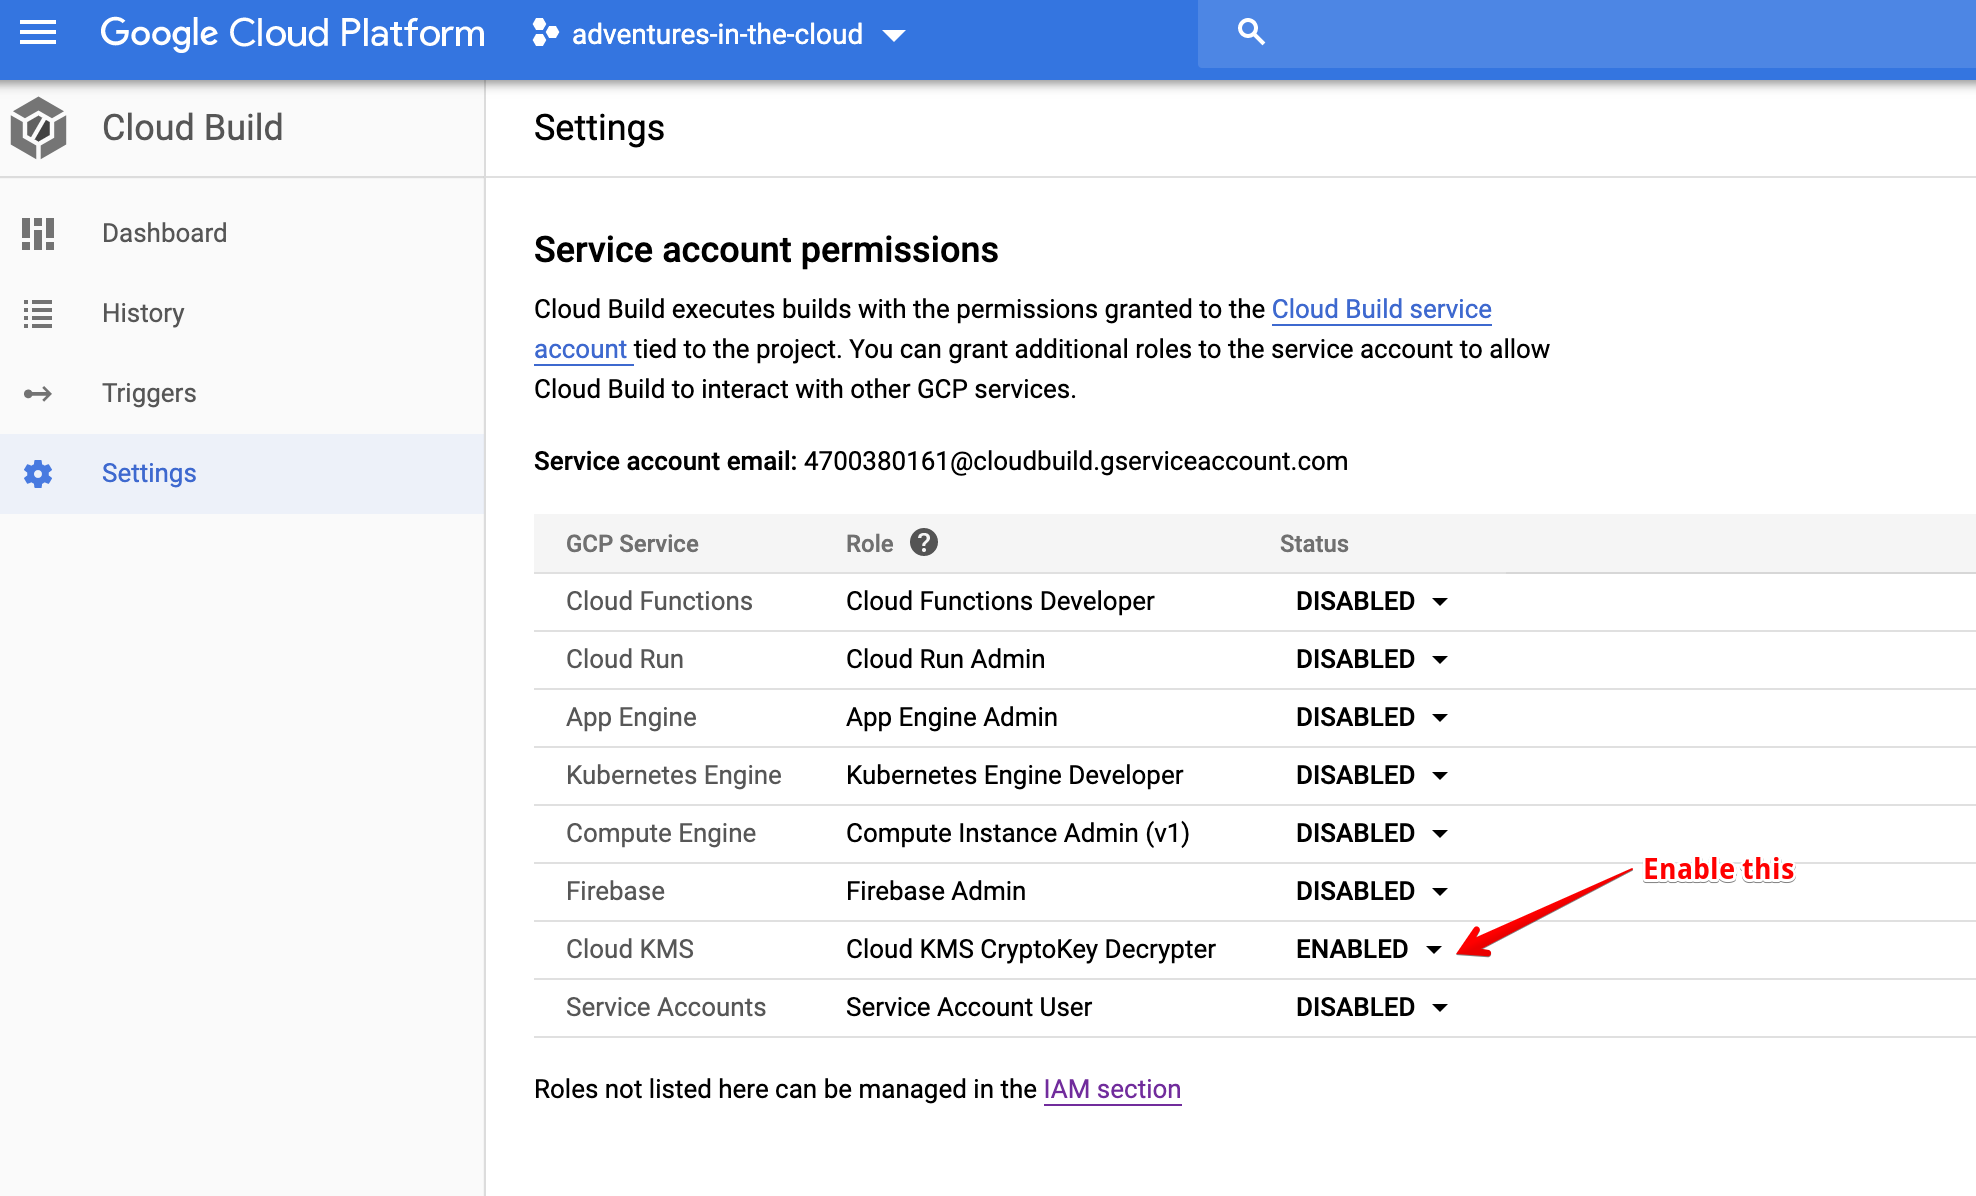 Google Cloud Platform adventures-in-the-cloud
Cloud Build
Settings
Dashboard
History
Triggers
Settings
Service account permissions
Cloud Build executes builds with the permissions granted to the Cloud Build service
account tied to the project. You can grant additional roles to the service account to allow
Cloud Build to interact with other GCP services.
Service account email: 4700380161@cloudbuild.gserviceaccount.com
GCP Service Role ? Status
Cloud Functions Cloud Functions Developer DISABLED
Cloud Run Cloud Run Admin DISABLED
App Engine App Engine Admin DISABLED
Kubernetes Engine Kubernetes Engine Developer DISABLED
Compute Engine Compute Instance Admin (v1) DISABLED
Enable this
Firebase Firebase Admin DISABLED
Cloud KMS Cloud KMS CryptoKey Decrypter ENABLED
Service Accounts Service Account User DISABLED
Roles not listed here can be managed in the IAM section